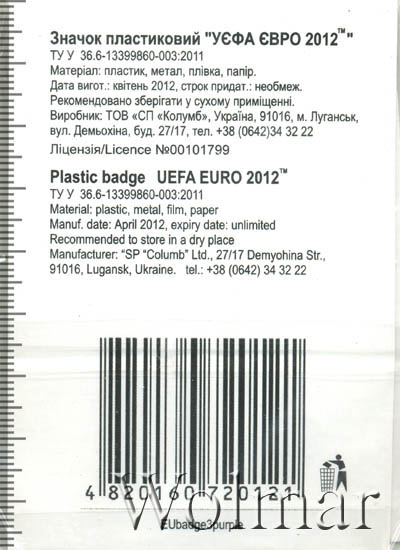 Значок пластиковий "УЄФА ЄВРО 2012™"
ТУ У 36.6-13399860-003:2011
Матеріал: пластик, метал, плівка, папір.
Дата вигот.: квітень 2012, строк придат.: необмеж.
Рекомендовано зберігати у сухому приміщенні.
Виробник: ТОВ «СП «Колумб», Україна, 91016, м. Луганськ,
вул. Демьохіна, буд. 27/17, тел. +38 (0642)34 32 22
Ліцензія/Licence №00101799
Plastic badge UEFA EURO 2012™
ТУ У 36.6-13399860-003:2011
Material: plastic, metal, film, paper
Manuf. date: April 2012, expiry date: unlimited
Recommended to store in a dry place
Manufacturer: “SP “Columb” Ltd., 27/17 Demyohina Str.,
91016, Lugansk, Ukraine. tel.: +38 (0642) 34 32 22
4 820160 720121
Wolmar
EUbadge3purple